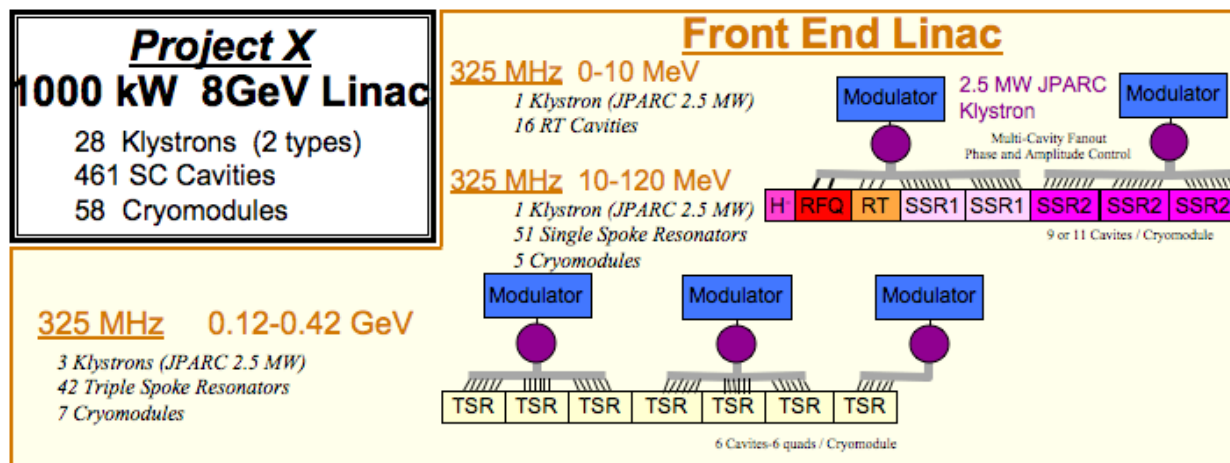 Project X
1000 kW 8GeV Linac
28 Klystrons (2 types)
461 SC Cavities
58 Cryomodules
Front End Linac
325 MHz 0-10 MeV
1 Klystron (JPARC 2.5 MW)
16 RT Cavities
Modulator
2.5 MW JPARC
Klystron
Modulator
Multi-Cavity Fanout
Phase and Amplitude Control
325 MHz 10-120 MeV
1 Klystron (JPARC 2.5 MW)
51 Single Spoke Resonators
5 Cryomodules
H- RFQ RT SSR1 SSR1 SSR2 SSR2 SSR2
9 or 11 Cavites / Cryomodule
325 MHz 0.12-0.42 GeV
3 Klystrons (JPARC 2.5 MW)
42 Triple Spoke Resonators
7 Cryomodules
Modulator Modulator Modulator
TSR TSR TSR TSR TSR TSR TSR
6 Cavites-6 quads / Cryomodule